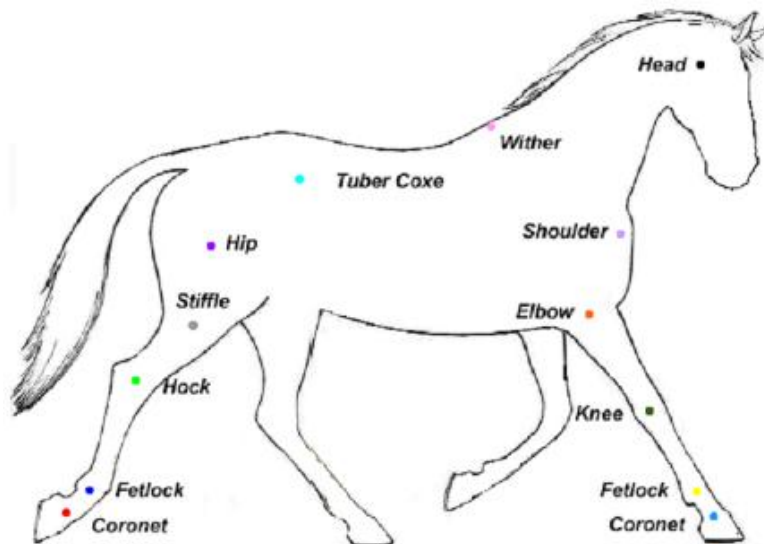 Head
Wither
Tuber Coxe
Shoulder
Hip
Stiffle
Elbow
Hock
Knee
Fetlock
Fetlock
Coronet
Coronet